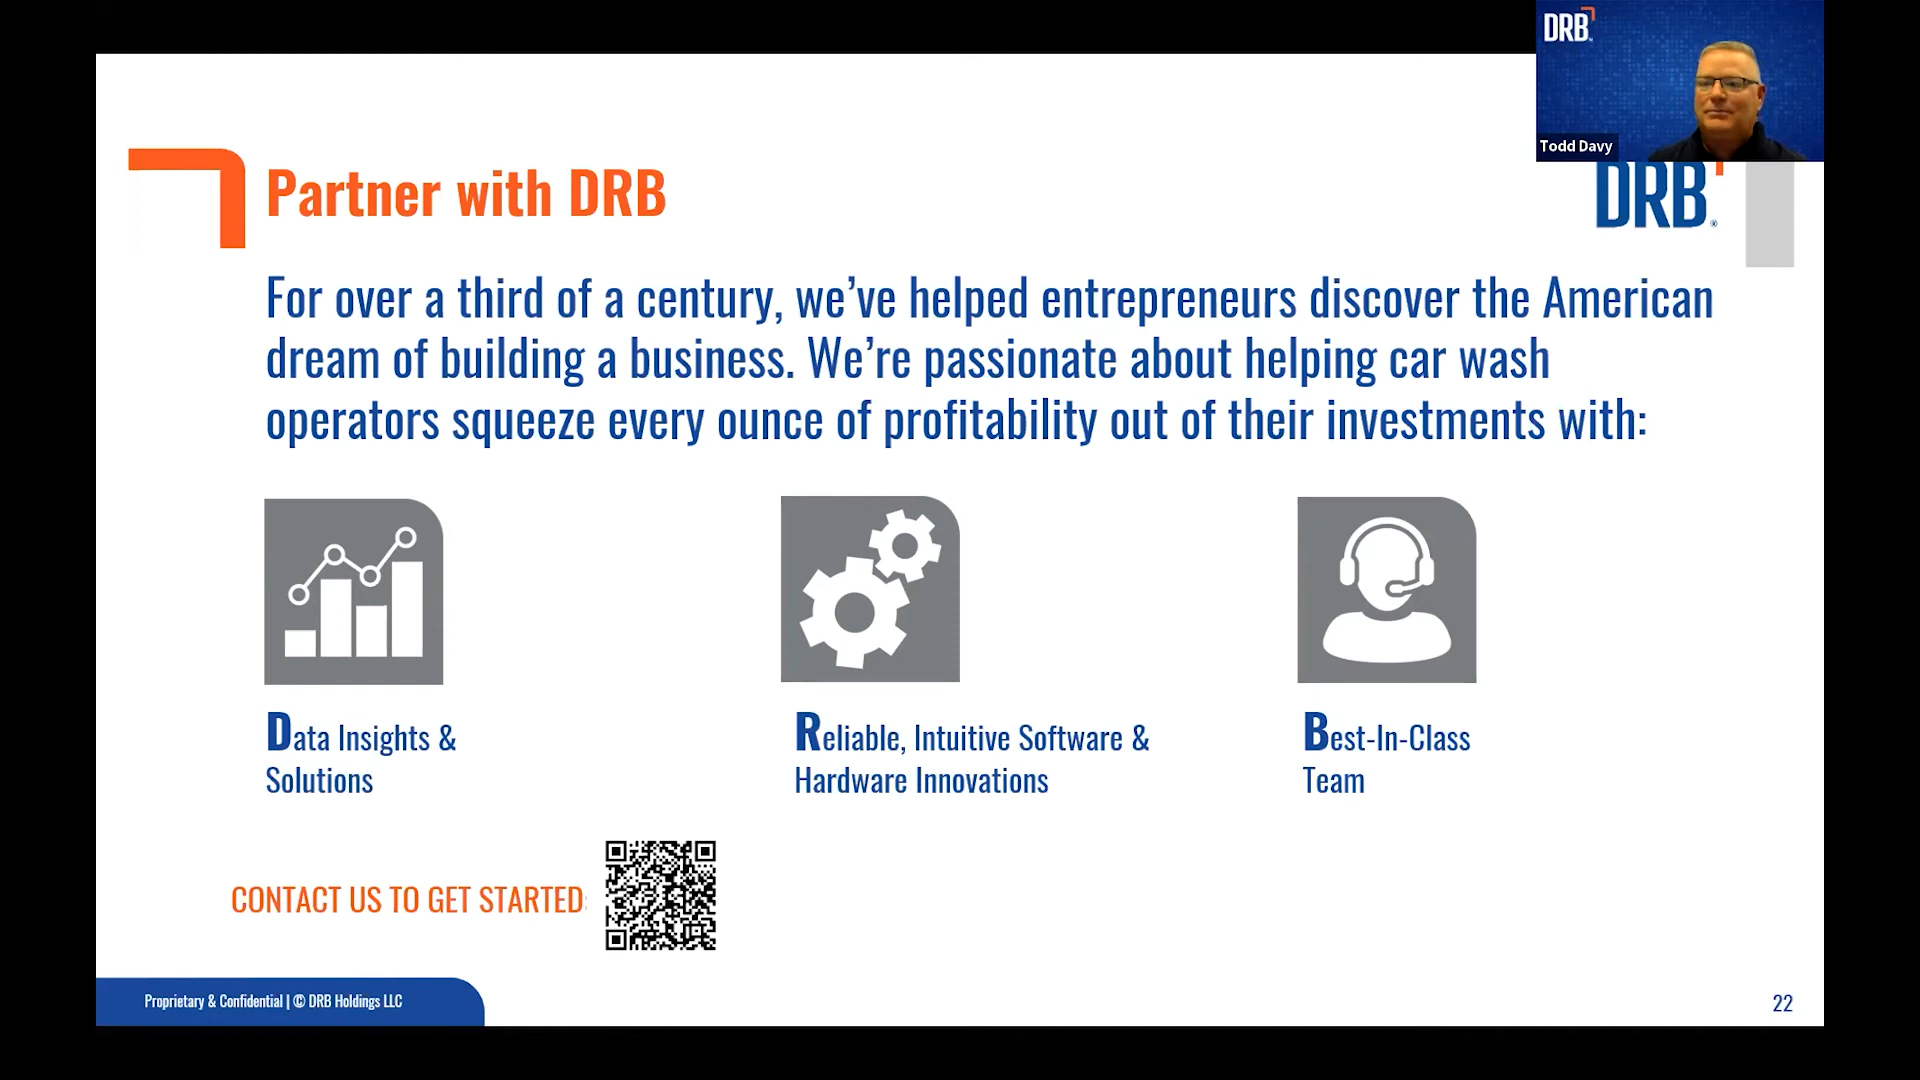 DRB
Todd Davy
Partner with DRB
DRB®
For over a third of a century, we’ve helped entrepreneurs discover the American
dream of building a business. We’re passionate about helping car wash
operators squeeze every ounce of profitability out of their investments with:
Data Insights &
Solutions
Reliable, Intuitive Software &
Hardware Innovations
Best-In-Class
Team
CONTACT US TO GET STARTED:
Proprietary & Confidential | © DRB Holdings LLC
22